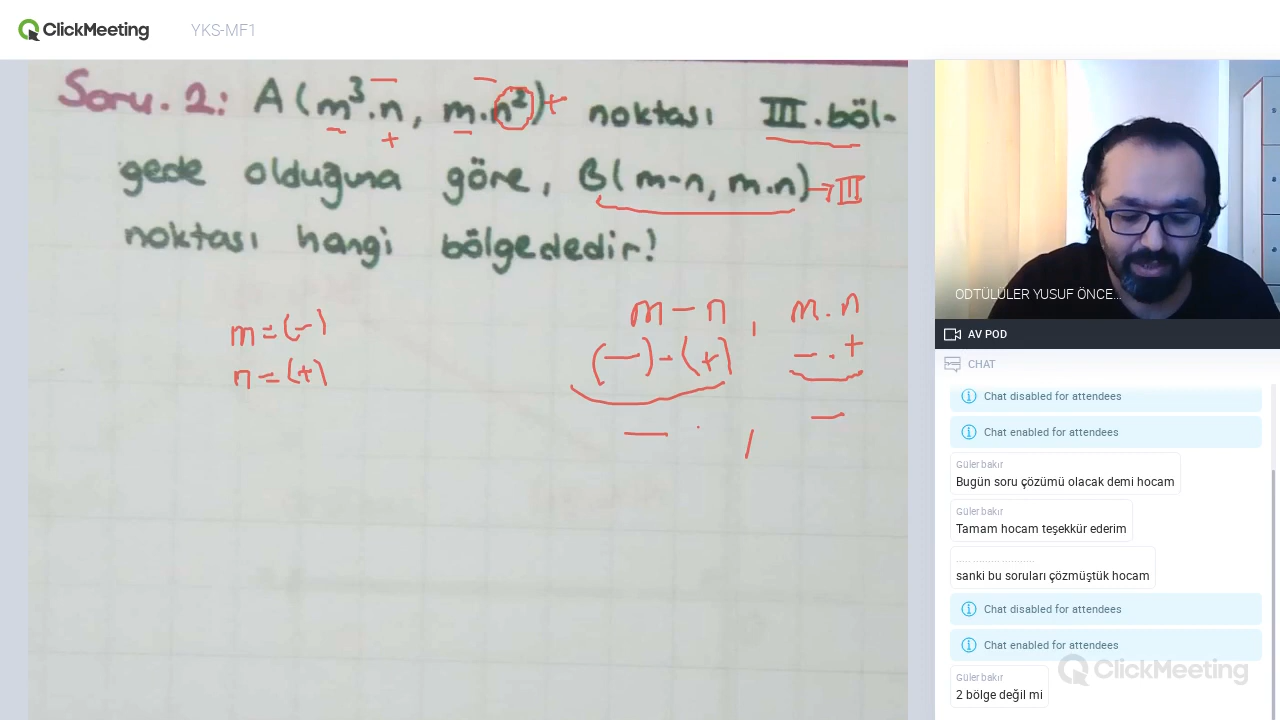 ClickMeeting YKS-MF1
Soru.2: A(m³.n, m.n²) noktası III.böl-
gede olduğuna göre, B(m-n, m.n) → III
noktası hangi bölgededir!
m = (-)
n = (+)
m - n , m.n
(-) - (+) - . +
- , -
ODTÜLÜLER YUSUF ÖNCE...
AV POD
CHAT
Chat disabled for attendees
Chat enabled for attendees
Güler bakır
Bugün soru çözümü olacak demi hocam
Güler bakır
Tamam hocam teşekkür ederim
sanki bu soruları çözmüştük hocam
Chat disabled for attendees
Chat enabled for attendees
ClickMeeting
Güler bakır
2 bölge değil mi